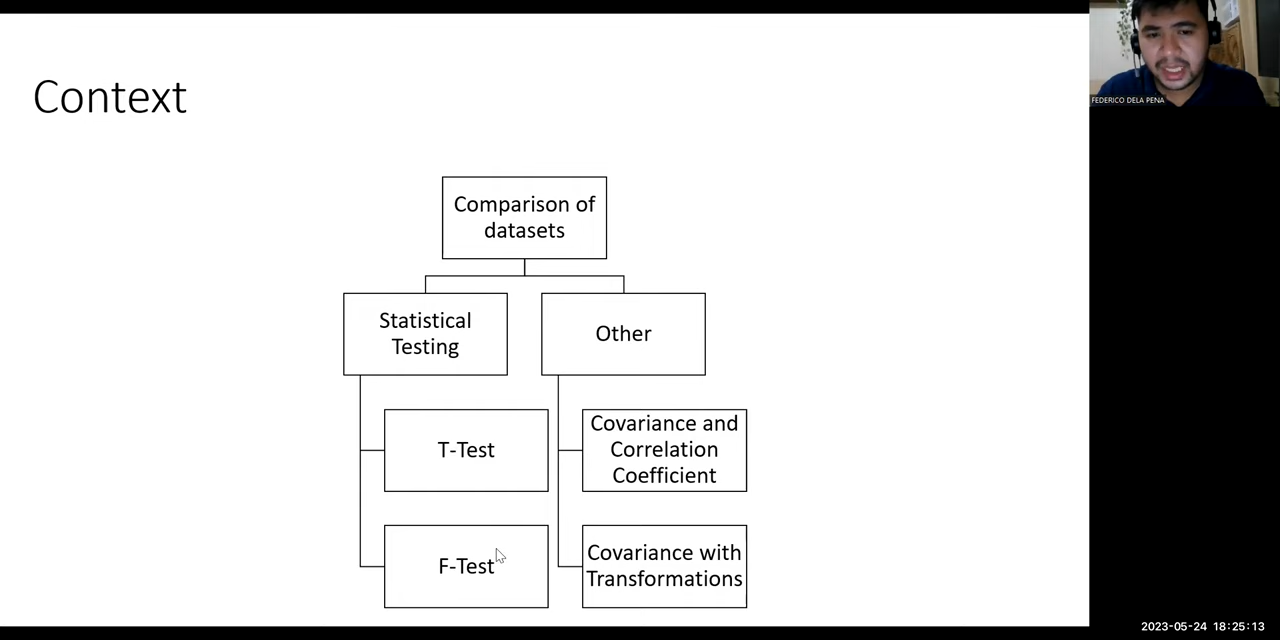 FEDERICO DELA PENA
Context
Comparison of
datasets
Statistical
Testing
Other
T-Test
Covariance and
Correlation
Coefficient
F-Test
Covariance with
Transformations
2023-05-24 18:25:13